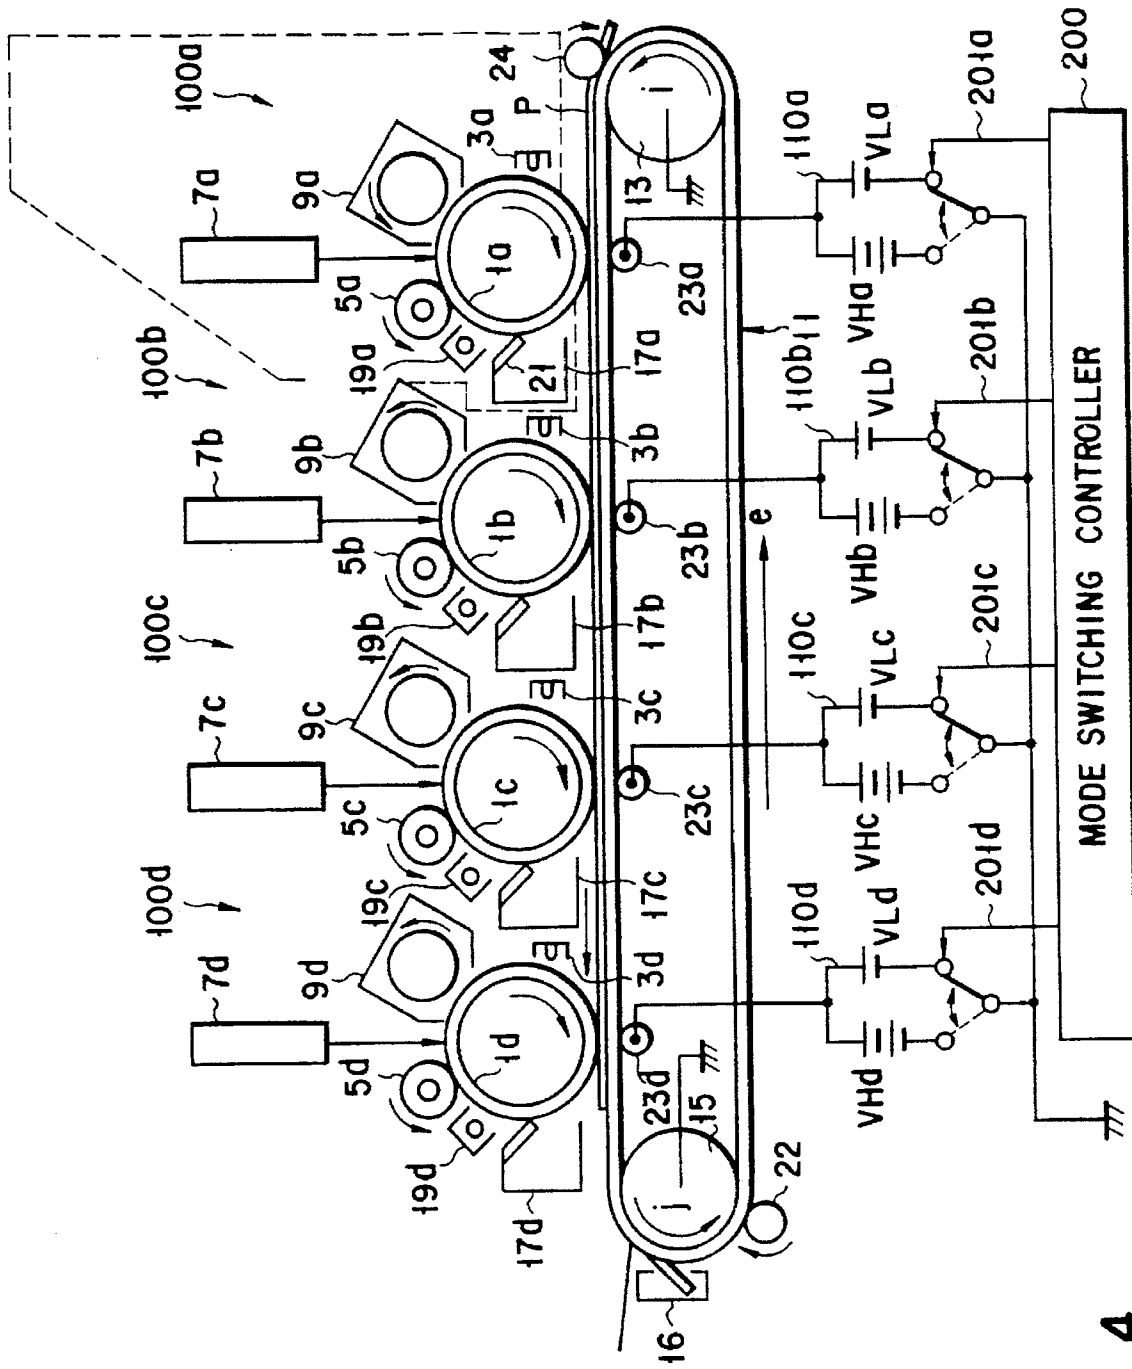 100a
100b
100c
100d
7a
7b
7c
7d
9a
9b
9c
9d
5a
5b
5c
5d
19a
19b
19c
19d
1a
1b
1c
1d
3a
3b
3c
3d
21
17a
17b
17c
17d
P
24
13
i
j
15
16
22
23a
23b
23c
23d
11
e
110a
110b
110c
110d
VHa
VLa
VHb
VLb
VHc
VLc
VHd
VLd
201a
201b
201c
201d
200
MODE SWITCHING CONTROLLER
4